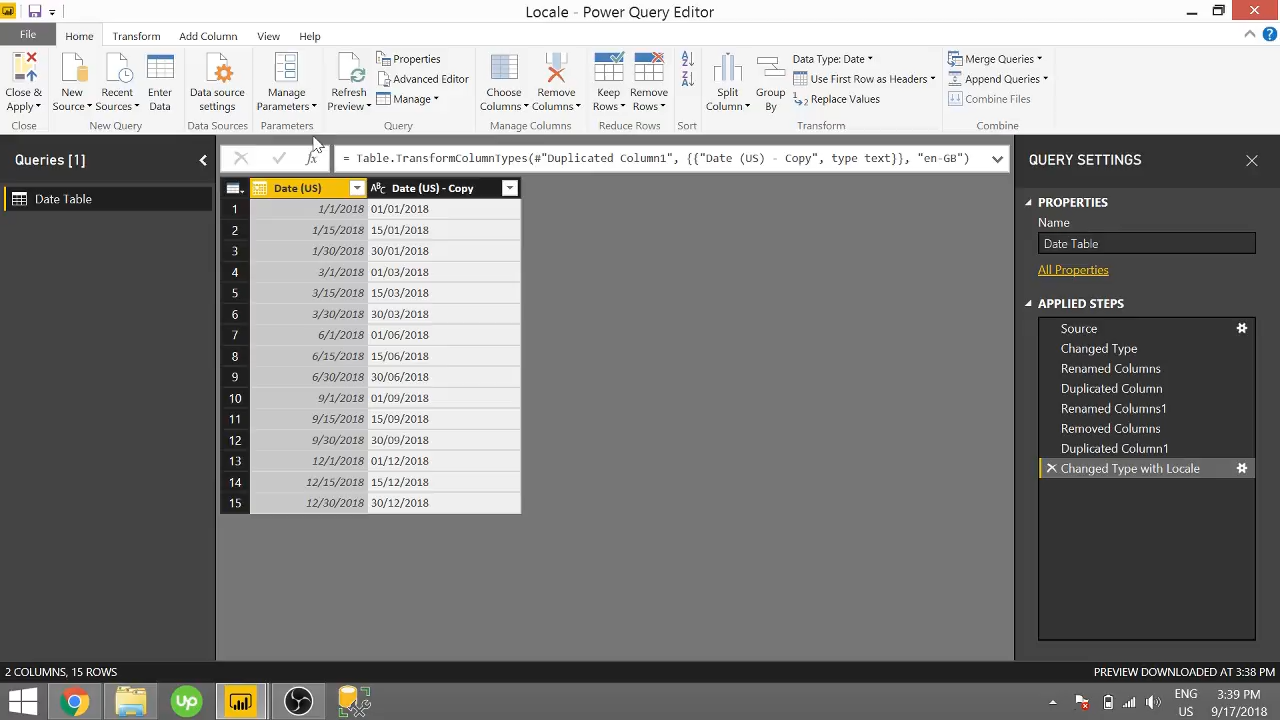 Locale - Power Query Editor
File Home Transform Add Column View Help
Close & Apply
New Source
Recent Sources
Enter Data
Data source settings
Manage Parameters
Refresh Preview
Properties
Advanced Editor
Manage
Choose Columns
Remove Columns
Keep Rows
Remove Rows
Split Column
Group By
Data Type: Date
Use First Row as Headers
Replace Values
Merge Queries
Append Queries
Combine Files
Close New Query Data Sources Parameters Query Manage Columns Reduce Rows Sort Transform Combine
Queries [1]
Date Table
fx = Table.TransformColumnTypes(#"Duplicated Column1", {{"Date (US) - Copy", type text}}, "en-GB")
Date (US) ABC Date (US) - Copy
1 1/1/2018 01/01/2018
2 1/15/2018 15/01/2018
3 1/30/2018 30/01/2018
4 3/1/2018 01/03/2018
5 3/15/2018 15/03/2018
6 3/30/2018 30/03/2018
7 6/1/2018 01/06/2018
8 6/15/2018 15/06/2018
9 6/30/2018 30/06/2018
10 9/1/2018 01/09/2018
11 9/15/2018 15/09/2018
12 9/30/2018 30/09/2018
13 12/1/2018 01/12/2018
14 12/15/2018 15/12/2018
15 12/30/2018 30/12/2018
QUERY SETTINGS
PROPERTIES
Name
Date Table
All Properties
APPLIED STEPS
Source
Changed Type
Renamed Columns
Duplicated Column
Renamed Columns1
Removed Columns
Duplicated Column1
Changed Type with Locale
2 COLUMNS, 15 ROWS
PREVIEW DOWNLOADED AT 3:38 PM
up
ENG
US
3:39 PM
9/17/2018